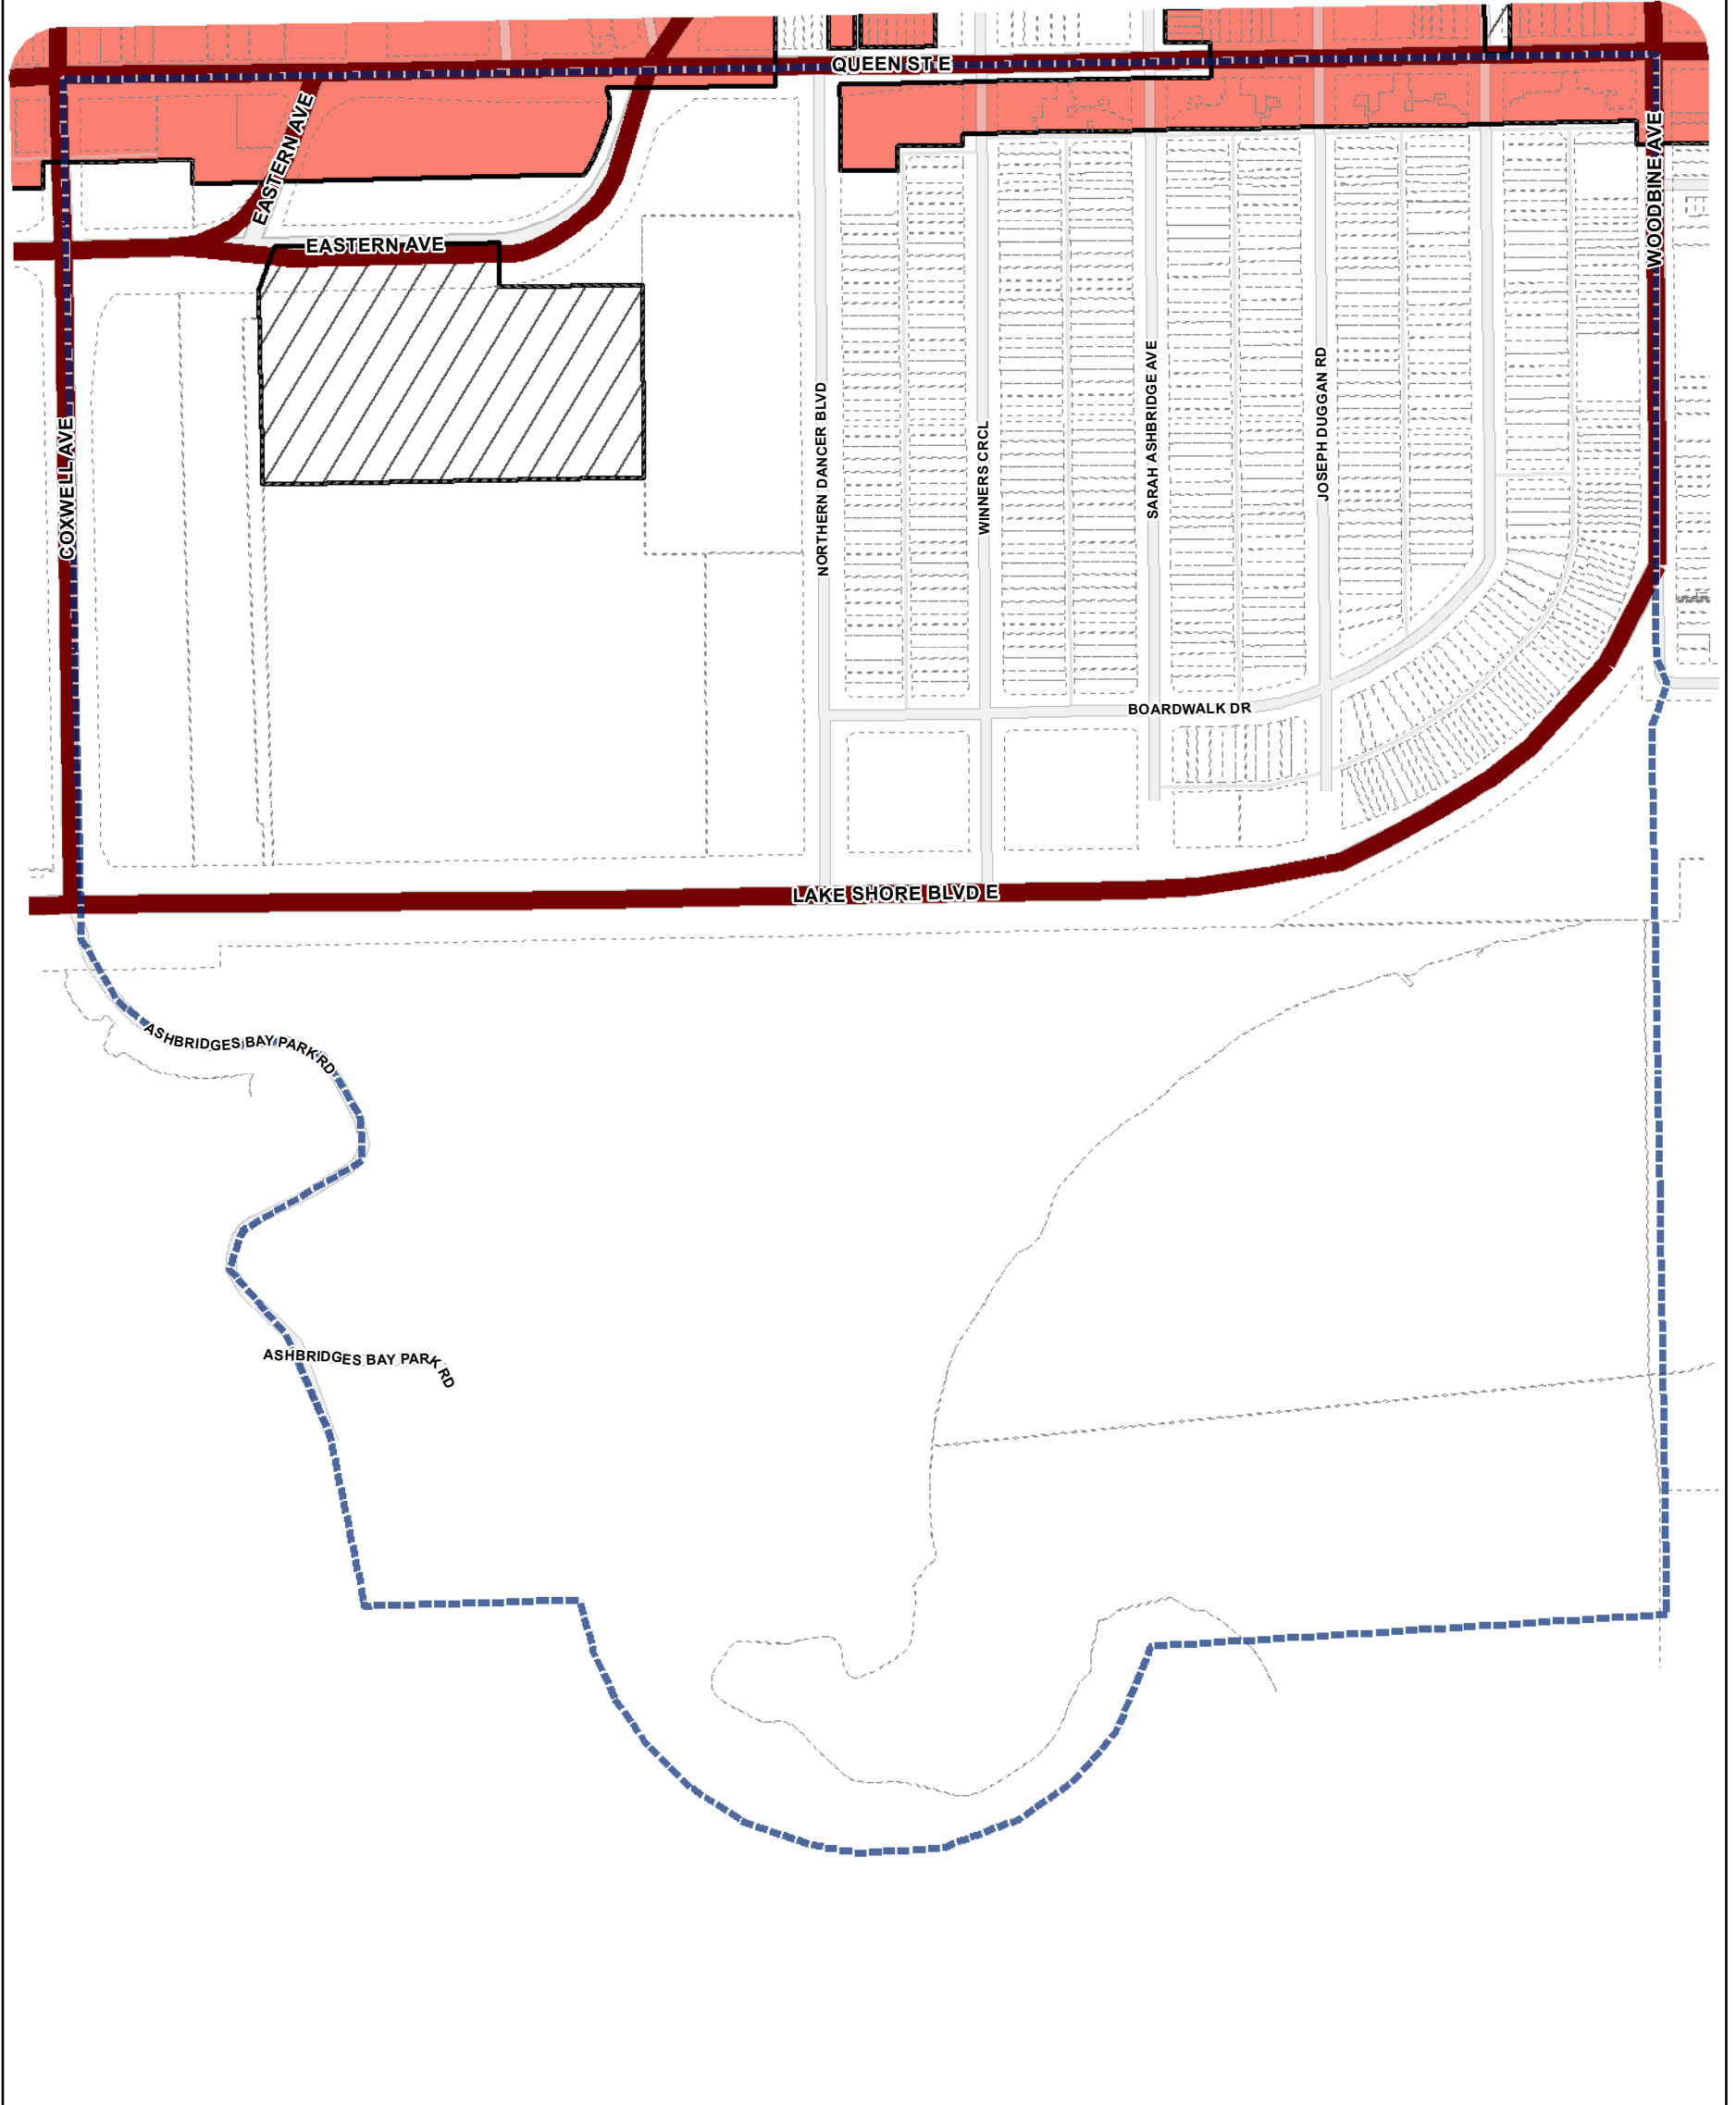 QUEEN ST E
EASTERN AVE
WOODBINE AVE
EASTERN AVE
COXWELL AVE
NORTHERN DANCER BLVD
WINNERS CRCL
SARAH ASHBRIDGE AVE
JOSEPH DUGGAN RD
BOARDWALK DR
LAKE SHORE BLVD E
ASHBRIDGES BAY PARK RD
ASHBRIDGES BAY PARK RD